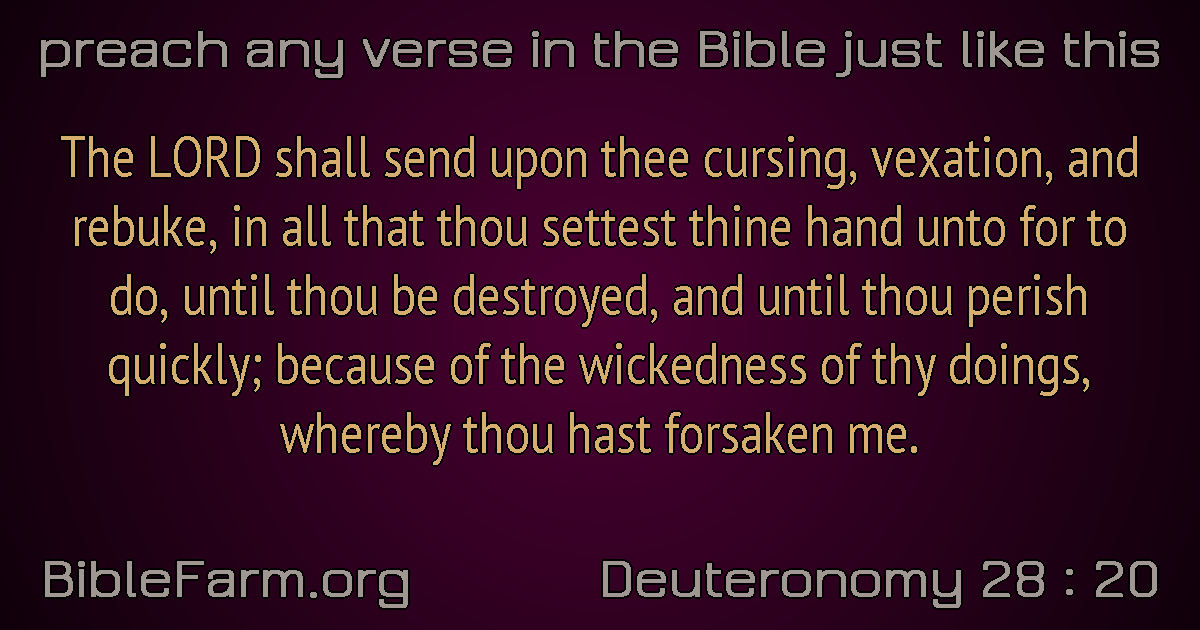 preach any verse in the Bible just like this
The LORD shall send upon thee cursing, vexation, and
rebuke, in all that thou settest thine hand unto for to
do, until thou be destroyed, and until thou perish
quickly; because of the wickedness of thy doings,
whereby thou hast forsaken me.
BibleFarm.org
Deuteronomy 28 : 20